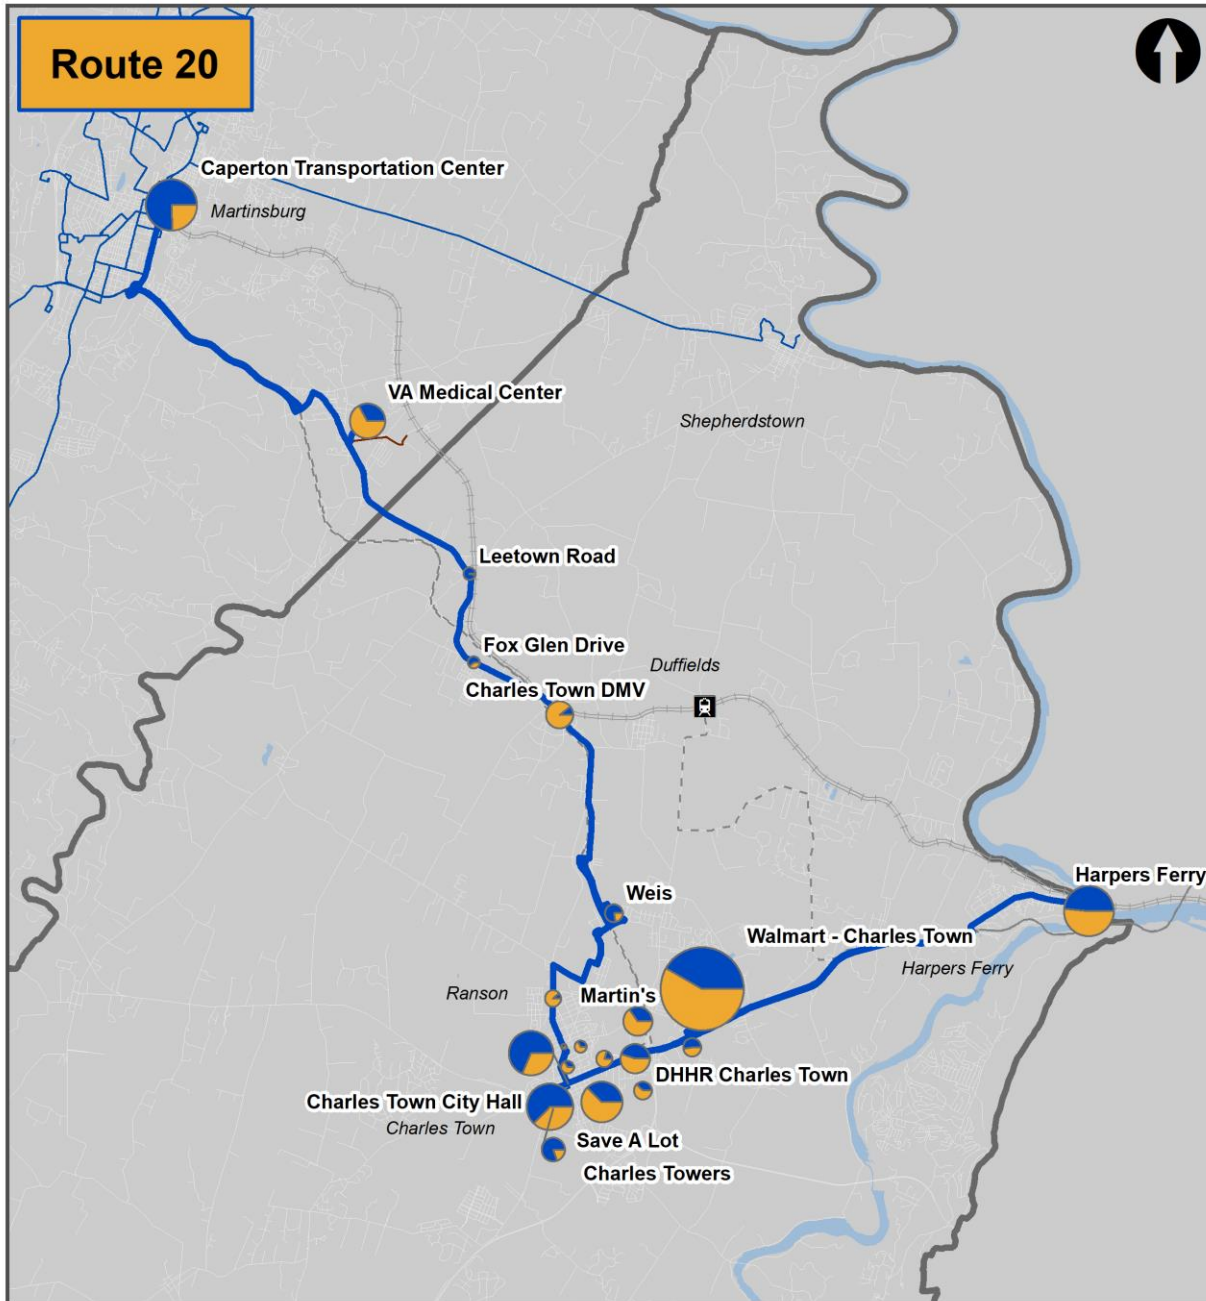 Route 20
Caperton Transportation Center
Martinsburg
VA Medical Center
Shepherdstown
Leetown Road
Fox Glen Drive
Duffields
Charles Town DMV
Harpers Ferry
Weis
Walmart - Charles Town
Harpers Ferry
Ranson
Martin's
DHHR Charles Town
Charles Town City Hall
Charles Town
Save A Lot
Charles Towers